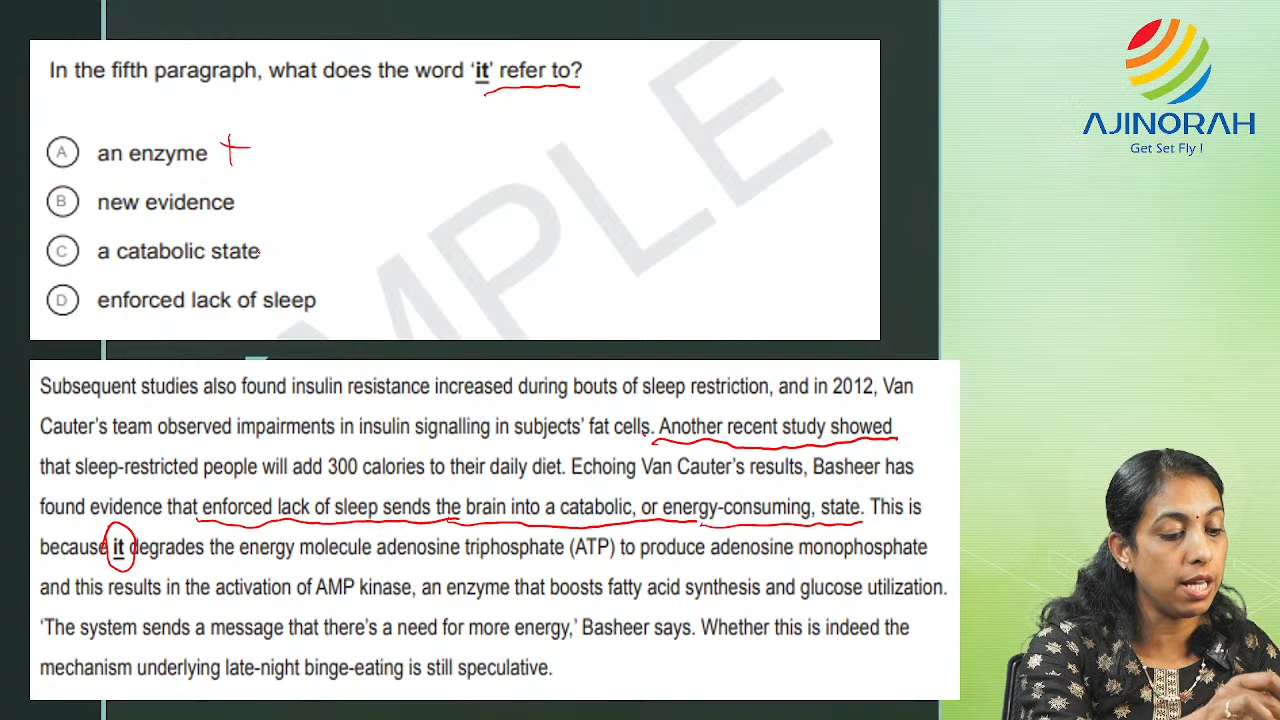 In the fifth paragraph, what does the word ‘it’ refer to?
A an enzyme
B new evidence
C a catabolic state
D enforced lack of sleep
MPLE
AJINORAH
Get Set Fly !
Subsequent studies also found insulin resistance increased during bouts of sleep restriction, and in 2012, Van
Cauter’s team observed impairments in insulin signalling in subjects’ fat cells. Another recent study showed
that sleep-restricted people will add 300 calories to their daily diet. Echoing Van Cauter’s results, Basheer has
found evidence that enforced lack of sleep sends the brain into a catabolic, or energy-consuming, state. This is
because it degrades the energy molecule adenosine triphosphate (ATP) to produce adenosine monophosphate
and this results in the activation of AMP kinase, an enzyme that boosts fatty acid synthesis and glucose utilization.
‘The system sends a message that there’s a need for more energy,’ Basheer says. Whether this is indeed the
mechanism underlying late-night binge-eating is still speculative.